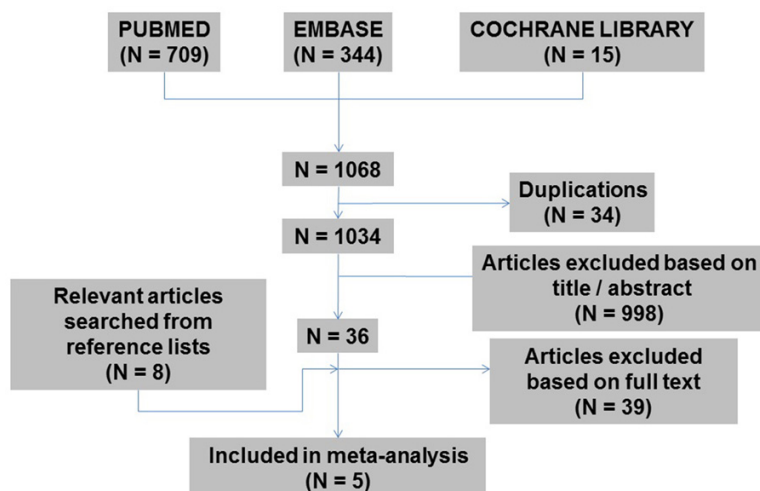 PUBMED
(N = 709)
EMBASE
(N = 344)
COCHRANE LIBRARY
(N = 15)
N = 1068
Duplications
(N = 34)
N = 1034
Articles excluded based on
title / abstract
(N = 998)
Relevant articles
searched from
reference lists
(N = 8)
N = 36
Articles excluded
based on full text
(N = 39)
Included in meta-analysis
(N = 5)